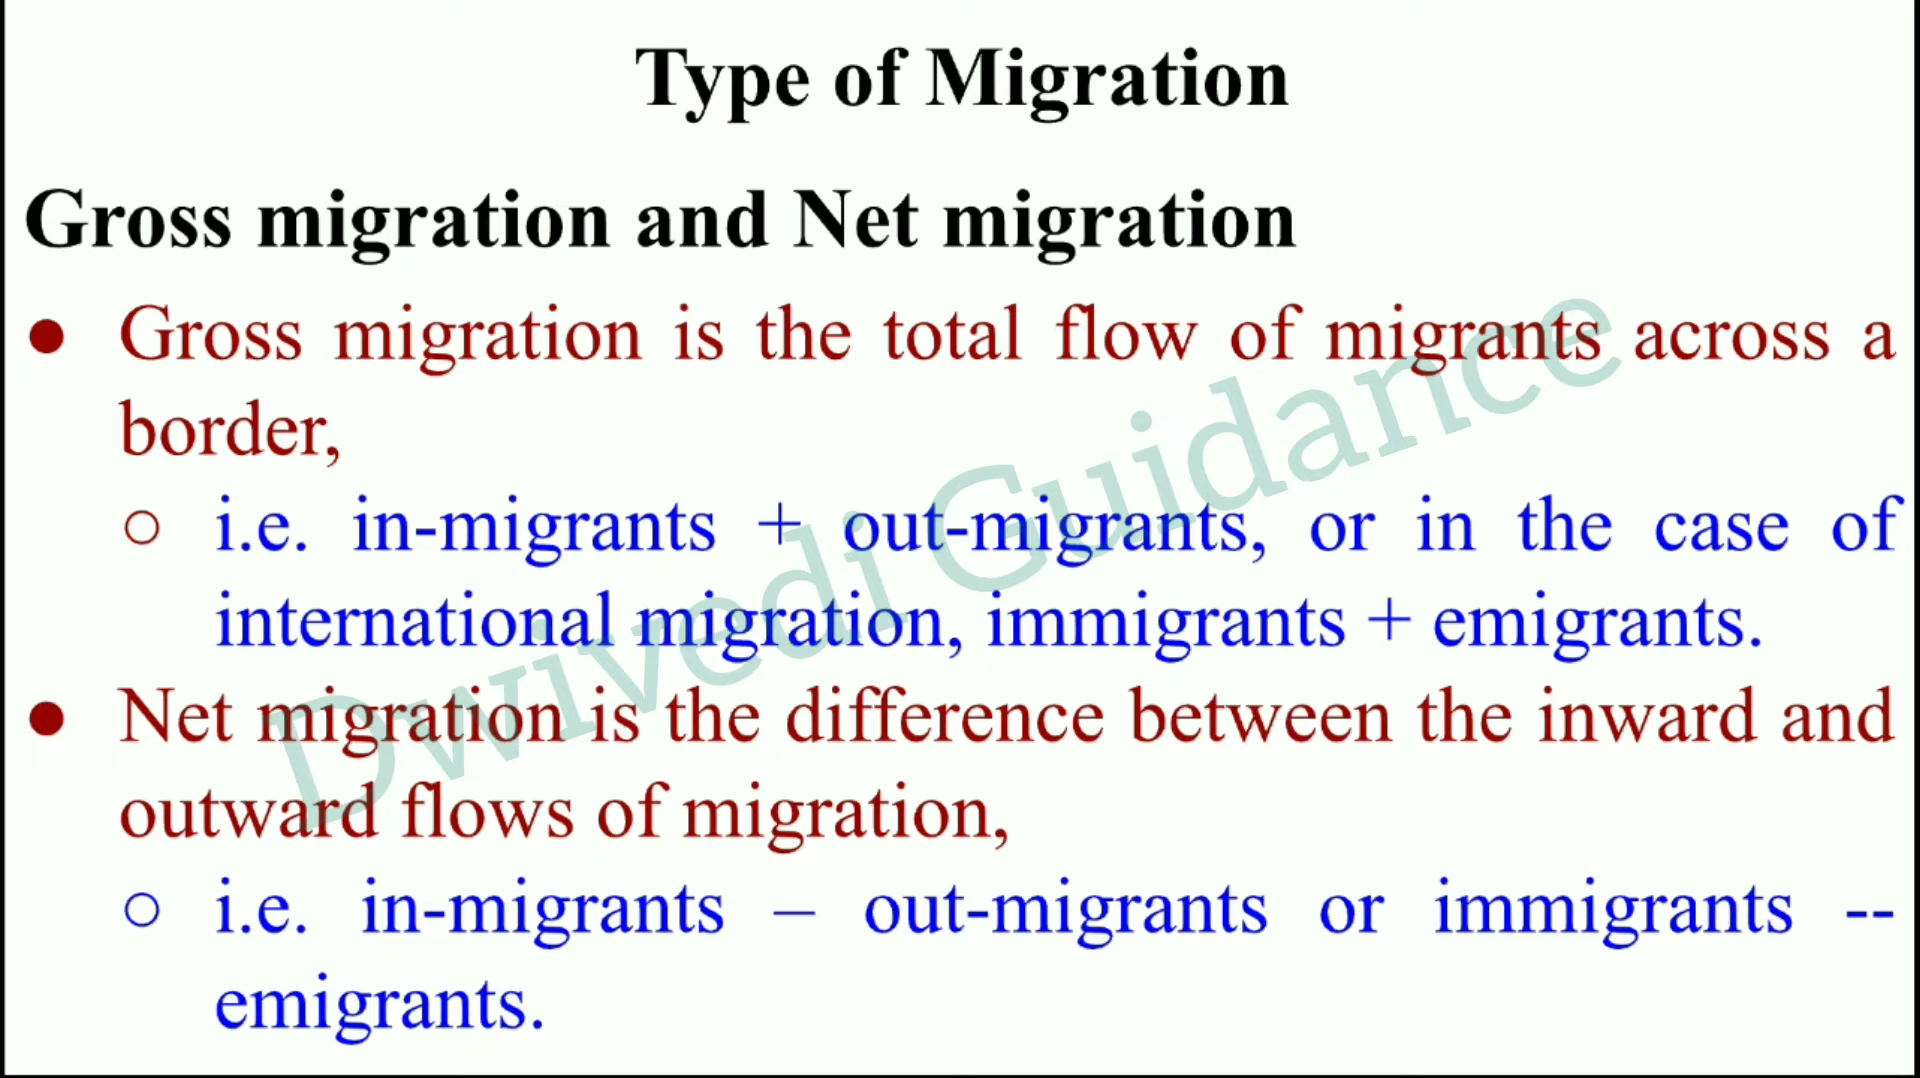 Type of Migration
Gross migration and Net migration
● Gross migration is the total flow of migrants across a
border,
○ i.e. in-migrants + out-migrants, or in the case of
international migration, immigrants + emigrants.
● Net migration is the difference between the inward and
outward flows of migration,
○ i.e. in-migrants – out-migrants or immigrants --
emigrants.
Dwivedi Guidance